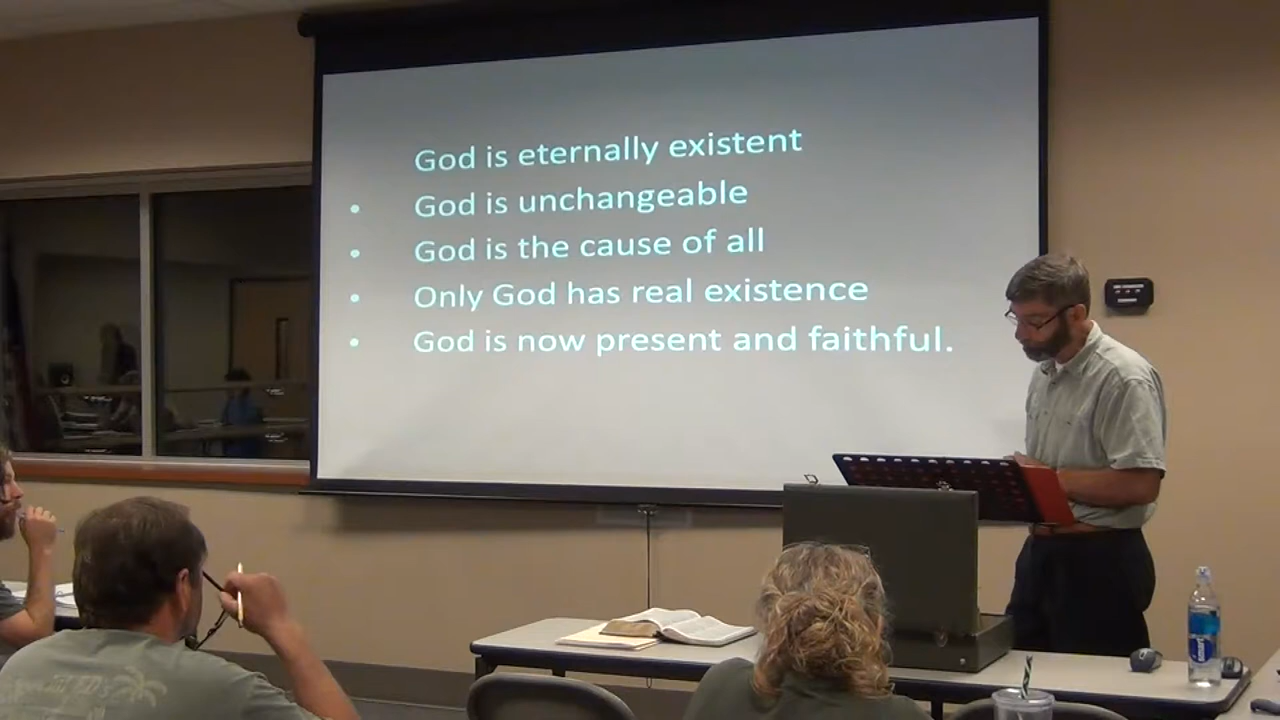 God is eternally existent
• God is unchangeable
• God is the cause of all
• Only God has real existence
• God is now present and faithful.